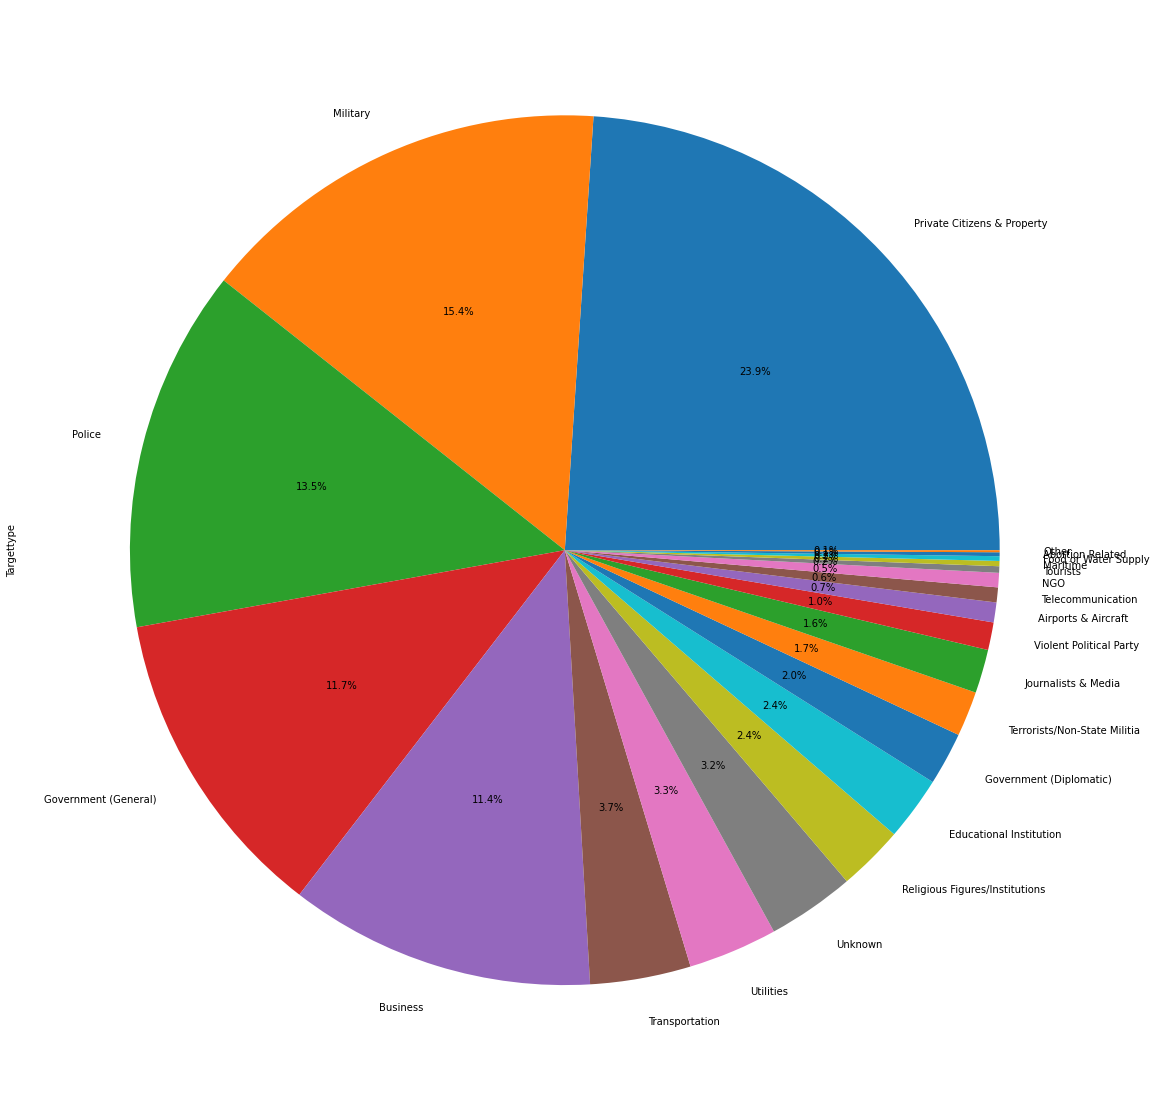 Military
Private Citizens & Property
15.4%
23.9%
Police
13.5%
Targettype
0.1%
Other
Abortion Related
Food or Water Supply
Maritime
Tourists
0.5%
NGO
0.6%
Telecommunication
0.7%
Airports & Aircraft
1.0%
Violent Political Party
1.6%
Journalists & Media
1.7%
Terrorists/Non-State Militia
2.0%
Government (Diplomatic)
2.4%
Educational Institution
2.4%
Religious Figures/Institutions
3.2%
Unknown
3.3%
Utilities
3.7%
Transportation
11.4%
Business
11.7%
Government (General)